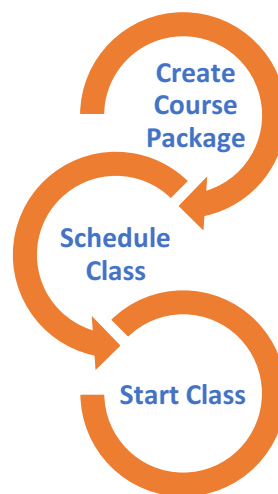 Create
Course
Package
Schedule
Class
Start Class